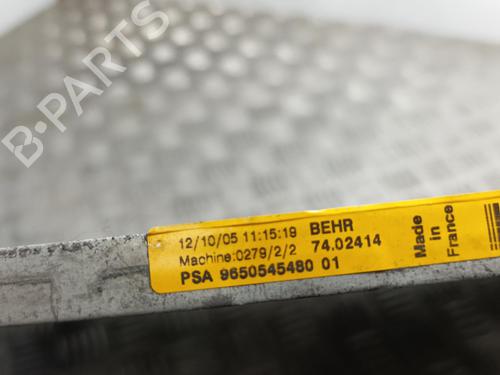 B-PARTS
12/10/05 11:15:19 BEHR
Machine:0279/2/2 74.02414
PSA 9650545480 01
Made
in
France